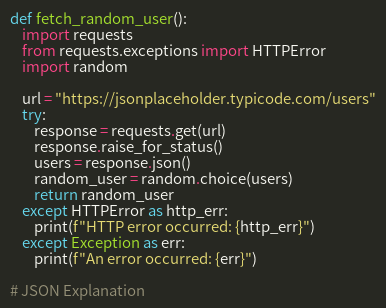 def fetch_random_user():
    import requests
    from requests.exceptions import HTTPError
    import random

    url = "https://jsonplaceholder.typicode.com/users"
    try:
        response = requests.get(url)
        response.raise_for_status()
        users = response.json()
        random_user = random.choice(users)
        return random_user
    except HTTPError as http_err:
        print(f"HTTP error occurred: {http_err}")
    except Exception as err:
        print(f"An error occurred: {err}")

# JSON Explanation